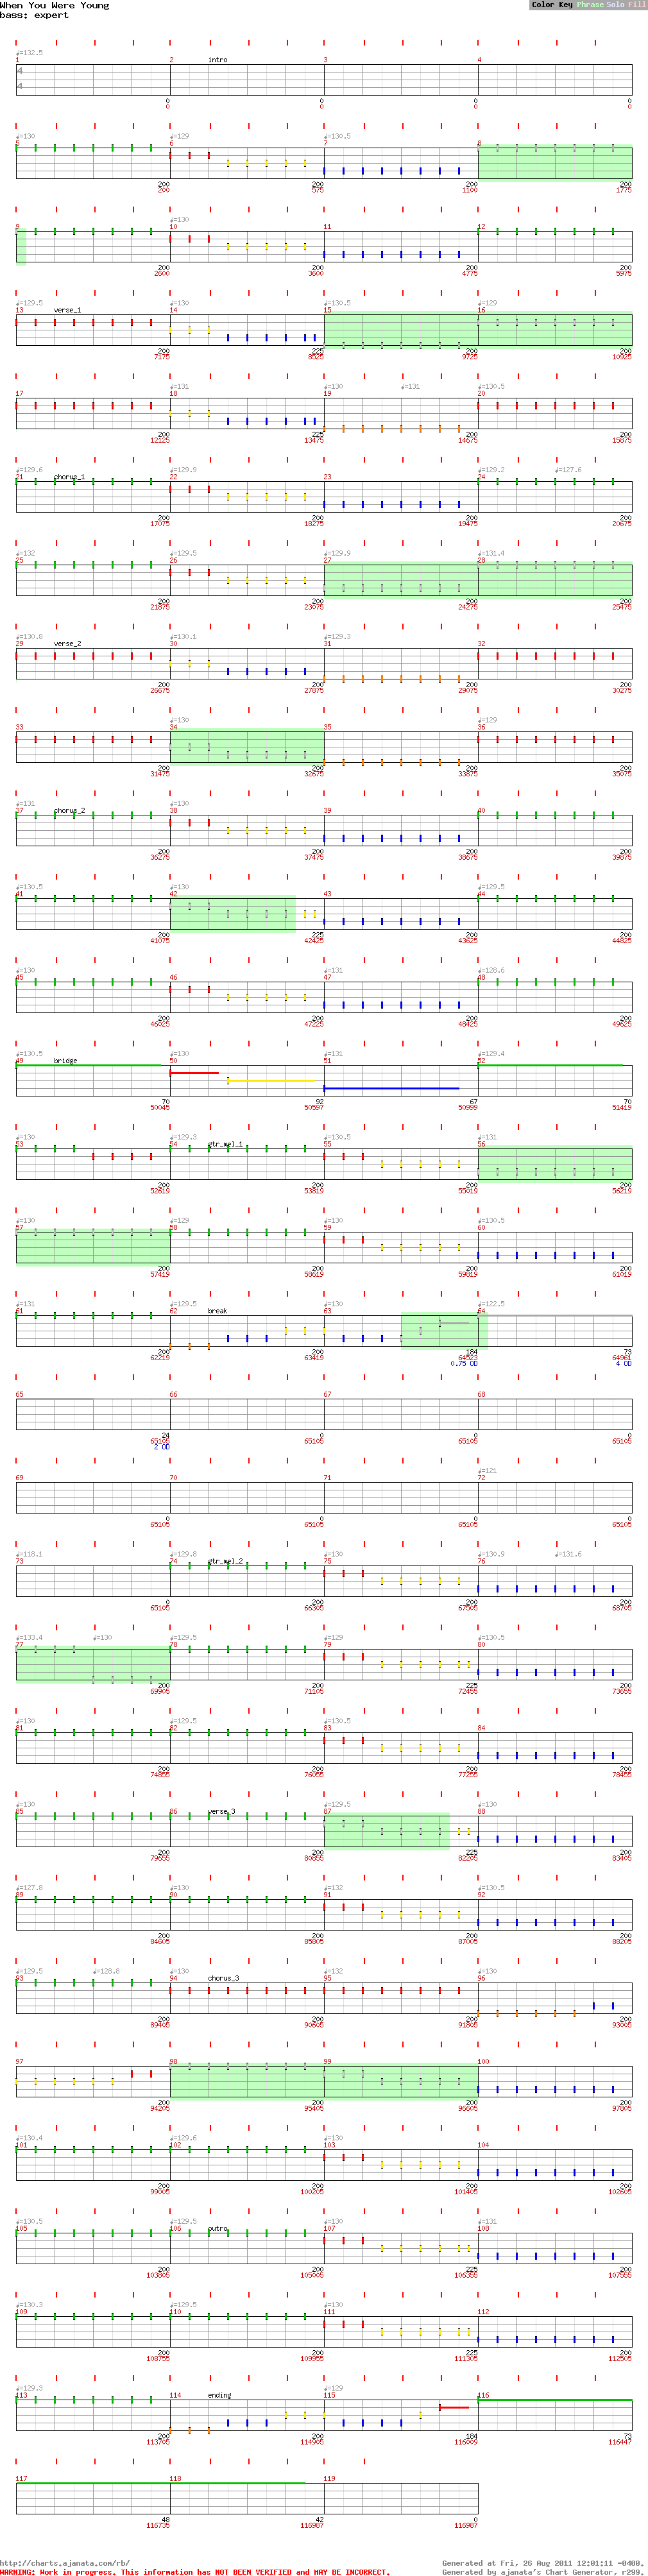 When You Were Young
bass: expert
Color Key Phrase Solo Fill
♩=132.5
1 2 intro 3 4
4
4
0 0 0 0
0 0 0 0
♩=130 ♩=129 ♩=130.5
5 6 7 8
200 200 200 200
200 575 1100 1775
♩=130
9 10 11 12
200 200 200 200
2600 3600 4775 5975
♩=129.5 ♩=130 ♩=130.5 ♩=129
13 verse_1 14 15 16
200 225 200 200
7175 8525 9725 10925
♩=131 ♩=130 ♩=131 ♩=130.5
17 18 19 20
200 225 200 200
12125 13475 14675 15875
♩=129.6 ♩=129.9 ♩=129.2 ♩=127.6
21 chorus_1 22 23 24
200 200 200 200
17075 18275 19475 20675
♩=132 ♩=129.5 ♩=129.9 ♩=131.4
25 26 27 28
200 200 200 200
21875 23075 24275 25475
♩=130.8 ♩=130.1 ♩=129.3
29 verse_2 30 31 32
200 200 200 200
26675 27875 29075 30275
♩=130 ♩=129
33 34 35 36
200 200 200 200
31475 32675 33875 35075
♩=131 ♩=130
37 chorus_2 38 39 40
200 200 200 200
36275 37475 38675 39875
♩=130.5 ♩=130 ♩=129.5
41 42 43 44
200 225 200 200
41075 42425 43625 44825
♩=130 ♩=131 ♩=128.6
45 46 47 48
200 200 200 200
46025 47225 48425 49625
♩=130.5 ♩=130 ♩=131 ♩=129.4
49 bridge 50 51 52
70 92 67 70
50045 50597 50999 51419
♩=130 ♩=129.3 ♩=130.5 ♩=131
53 54 gtr_mel_1 55 56
200 200 200 200
52619 53819 55019 56219
♩=130 ♩=129 ♩=130 ♩=130.5
57 58 59 60
200 200 200 200
57419 58619 59819 61019
♩=131 ♩=129.5 ♩=130 ♩=122.5
61 62 break 63 64
200 200 184 73
62219 63419 64523 64961
0.75 OD 4 OD
65 66 67 68
24 0 0 0
65105 65105 65105 65105
2 OD
♩=121
69 70 71 72
0 0 0 0
65105 65105 65105 65105
♩=118.1 ♩=129.8 ♩=130 ♩=130.9 ♩=131.6
73 74 gtr_mel_2 75 76
0 200 200 200
65105 66305 67505 68705
♩=133.4 ♩=130 ♩=129.5 ♩=129 ♩=130.5
77 78 79 80
200 200 225 200
69905 71105 72455 73655
♩=130 ♩=129.5 ♩=130.5
81 82 83 84
200 200 200 200
74855 76055 77255 78455
♩=130 ♩=129.5 ♩=130
85 86 verse_3 87 88
200 200 225 200
79655 80855 82205 83405
♩=127.8 ♩=130 ♩=132 ♩=130.5
89 90 91 92
200 200 200 200
84605 85805 87005 88205
♩=129.5 ♩=128.8 ♩=130 ♩=132 ♩=130
93 94 chorus_3 95 96
200 200 200 200
89405 90605 91805 93005
97 98 99 100
200 200 200 200
94205 95405 96605 97805
♩=130.4 ♩=129.6 ♩=130
101 102 103 104
200 200 200 200
99005 100205 101405 102605
♩=130.5 ♩=129.5 ♩=130 ♩=131
105 106 outro 107 108
200 200 225 200
103805 105005 106355 107555
♩=130.3 ♩=129.5 ♩=130
109 110 111 112
200 200 225 200
108755 109955 111305 112505
♩=129.3 ♩=129
113 114 ending 115 116
200 200 184 73
113705 114905 116009 116447
117 118 119
48 42 0
116735 116987 116987
http://charts.ajanata.com/rb/ Generated at Fri, 26 Aug 2011 12:01:11 -0400.
WARNING: Work in progress. This information has NOT BEEN VERIFIED and MAY BE INCORRECT. Generated by ajanata's Chart Generator, r299.